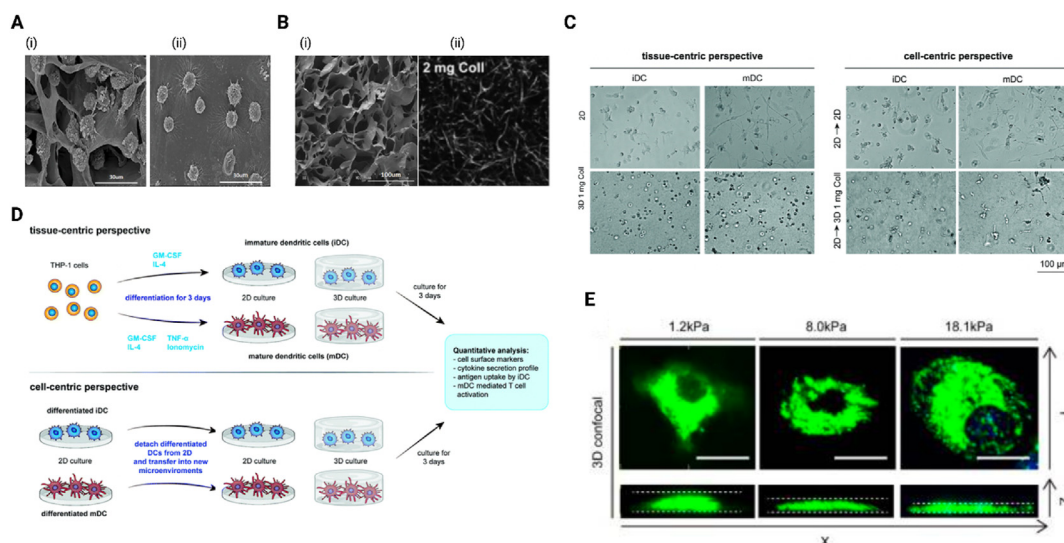 A
(i)
(ii)
30um
30um
B
(i)
(ii)
100um
2 mg Coll
C
tissue-centric perspective
iDC
mDC
2D
3D 1 mg Coll
cell-centric perspective
iDC
mDC
2D → 2D
2D → 3D 1 mg Coll
100 µm
D
tissue-centric perspective
THP-1 cells
GM-CSF
IL-4
differentiation for 3 days
GM-CSF
IL-4
TNF-α
Ionomycin
immature dendritic cells (iDC)
2D culture
3D culture
mature dendritic cells (mDC)
culture for
3 days
Quantitative analysis:
- cell surface markers
- cytokine secretion profile
- antigen uptake by iDC
- mDC mediated T cell
activation
cell-centric perspective
differentiated iDC
2D culture
differentiated mDC
detach differentiated
DCs from 2D
and transfer into new
microenviroments
2D culture
3D culture
culture for
3 days
E
1.2kPa
8.0kPa
18.1kPa
3D confocal